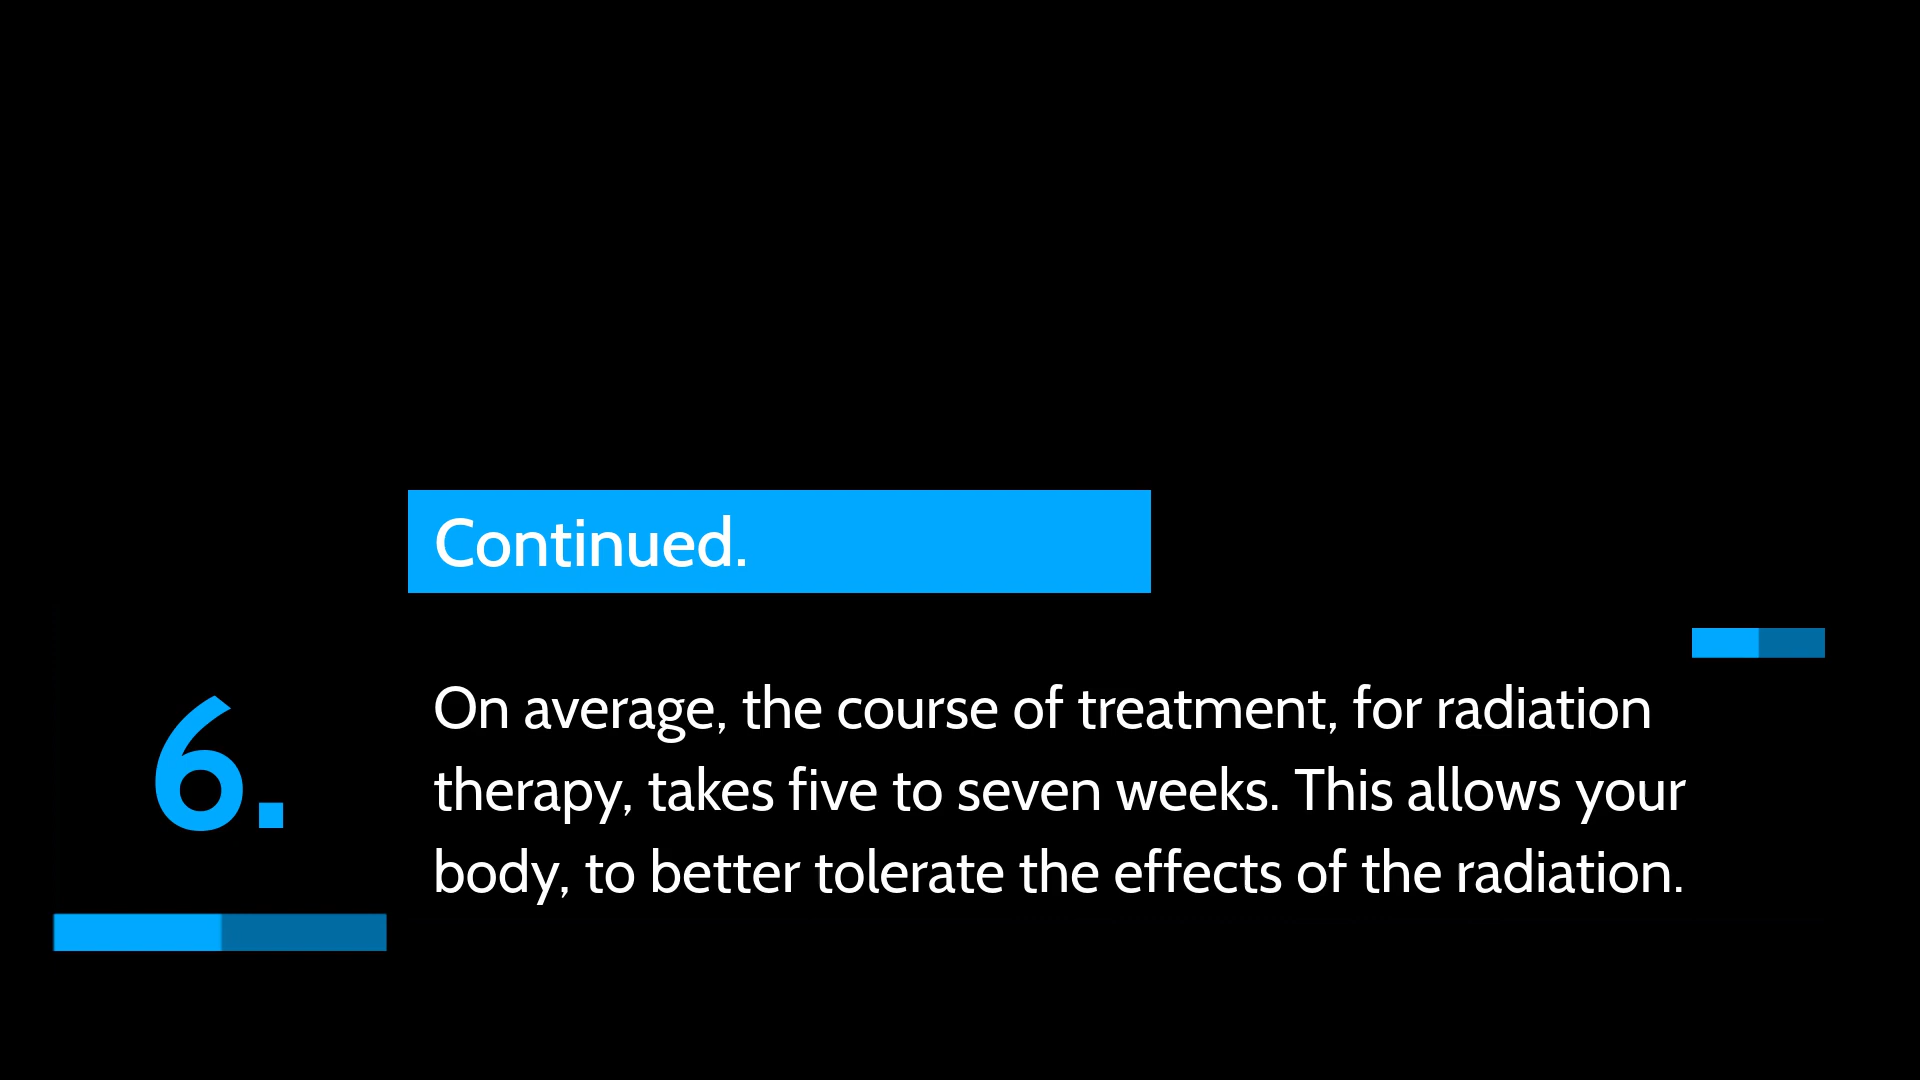 Continued.
6.
On average, the course of treatment, for radiation
therapy, takes five to seven weeks. This allows your
body, to better tolerate the effects of the radiation.